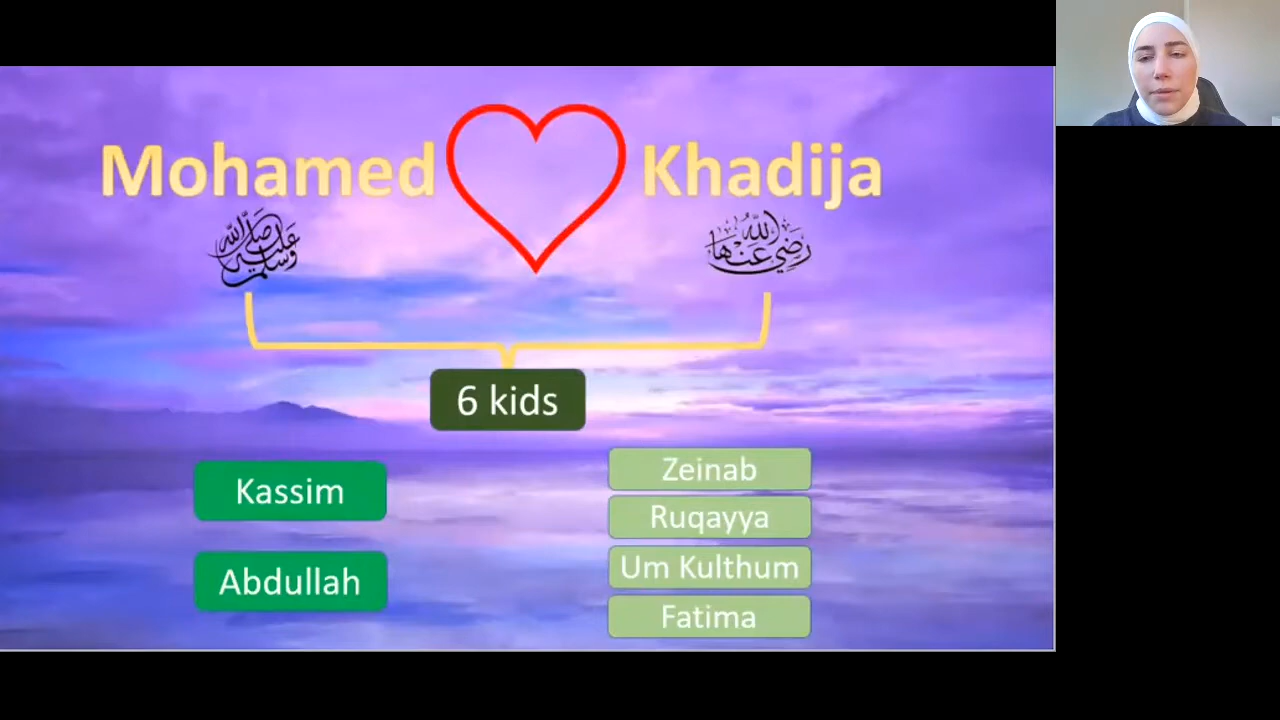 Mohamed Khadija
صلى الله عليه وسلم
رضي الله عنها
6 kids
Kassim
Abdullah
Zeinab
Ruqayya
Um Kulthum
Fatima